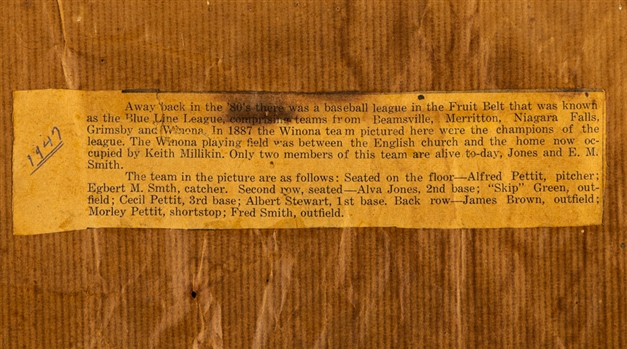 1947
Away back in the '80's there was a baseball league in the Fruit Belt that was known
as the Blue Line League, comprising teams from Beamsville, Merritton, Niagara Falls,
Grimsby and Winona. In 1887 the Winona team pictured here were the champions of the
league. The Winona playing field was between the English church and the home now oc-
cupied by Keith Millikin. Only two members of this team are alive to-day, Jones and E. M.
Smith.
The team in the picture are as follows: Seated on the floor—Alfred Pettit, pitcher;
Egbert M. Smth, catcher. Second row, seated—Alva Jones, 2nd base; "Skip" Green, out-
field; Cecil Pettit, 3rd base; Albert Stewart, 1st base. Back row—James Brown, outfield;
Morley Pettit, shortstop; Fred Smith, outfield.